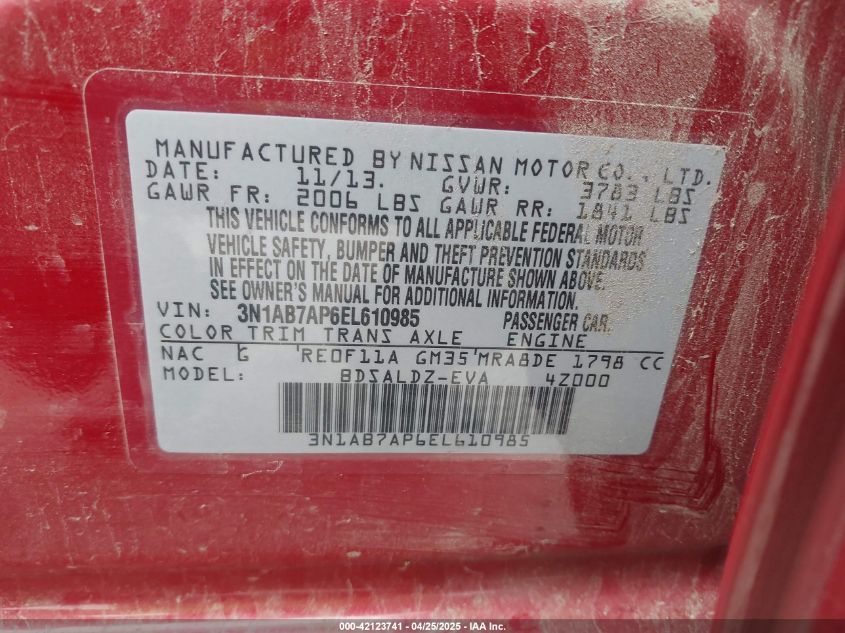 MANUFACTURED BY NISSAN MOTOR CO., LTD.
DATE: 11/13. GVWR: 3783 LBS
GAWR FR: 2006 LBS GAWR RR: 1841 LBS
THIS VEHICLE CONFORMS TO ALL APPLICABLE FEDERAL MOTOR
VEHICLE SAFETY, BUMPER AND THEFT PREVENTION STANDARDS
IN EFFECT ON THE DATE OF MANUFACTURE SHOWN ABOVE.
SEE OWNER'S MANUAL FOR ADDITIONAL INFORMATION.
VIN: 3N1AB7AP6EL610985 PASSENGER CAR.
COLOR TRIM TRANS AXLE ENGINE
NAC G 'RE0F11A GM35'MRA8DE 1798 CC
MODEL: BDSALDZ-EVA 4Z000
3N1AB7AP6EL610985
000-42123741 - 04/25/2025 - IAA Inc.